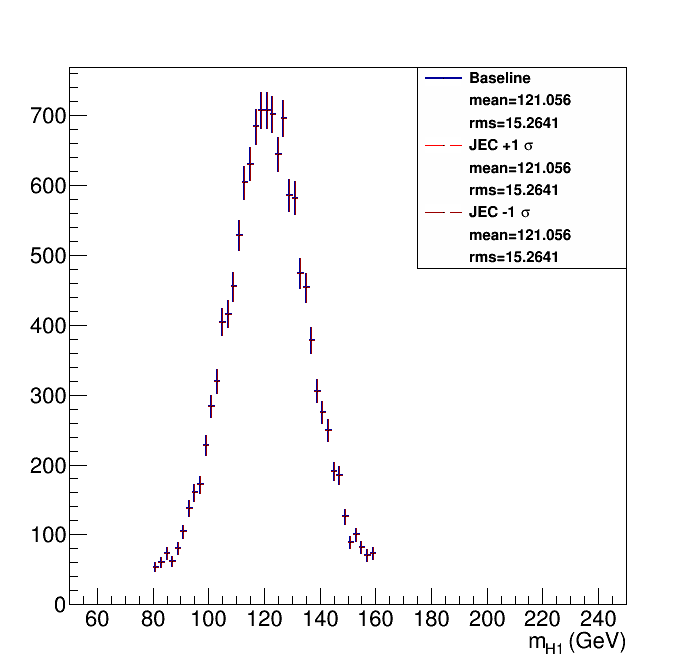 Baseline
mean=121.056
rms=15.2641
JEC +1 σ
mean=121.056
rms=15.2641
JEC -1 σ
mean=121.056
rms=15.2641
700
600
500
400
300
200
100
0
60 80 100 120 140 160 180 200 220 240
m_H1 (GeV)